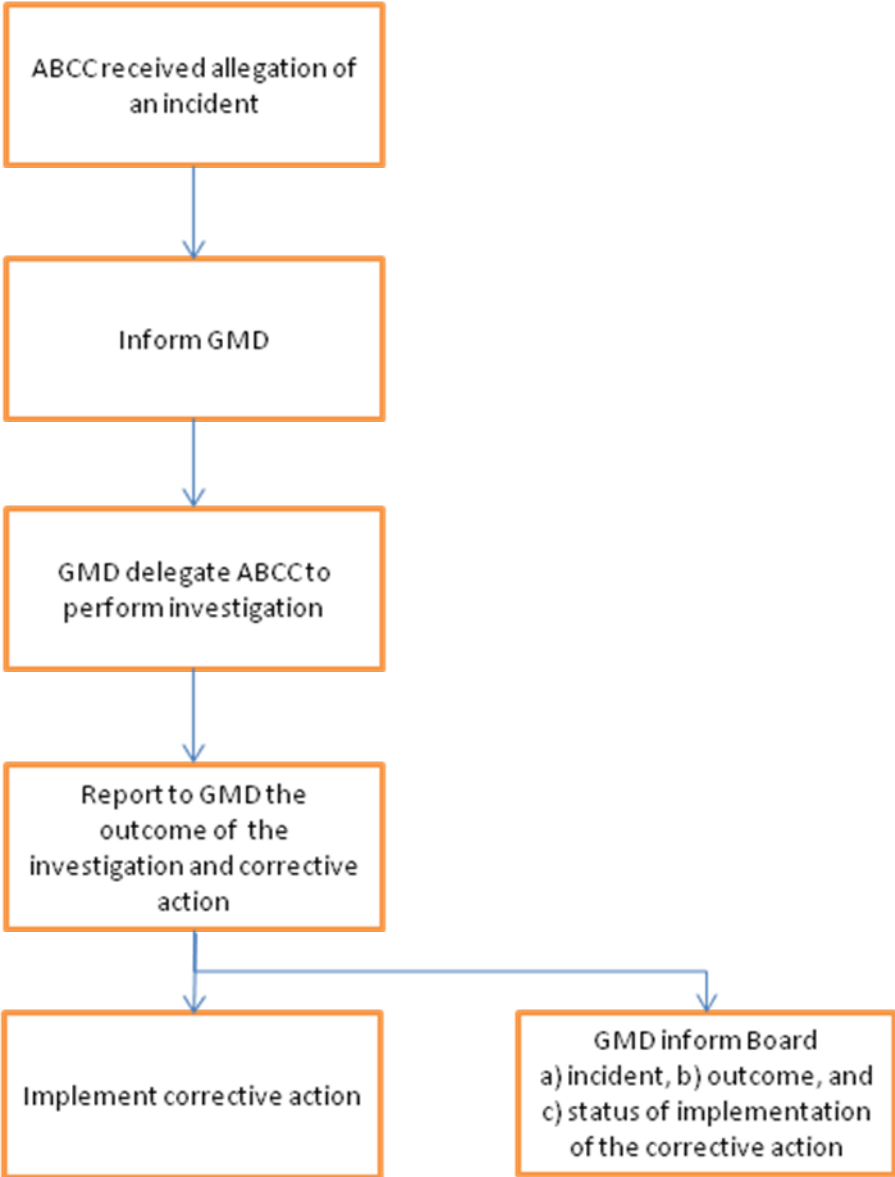 ABCC received allegation of
an incident
Inform GMD
GMD delegate ABCC to
perform investigation
Report to GMD the
outcome of the
investigation and corrective
action
Implement corrective action
GMD inform Board
a) incident, b) outcome, and
c) status of implementation
of the corrective action